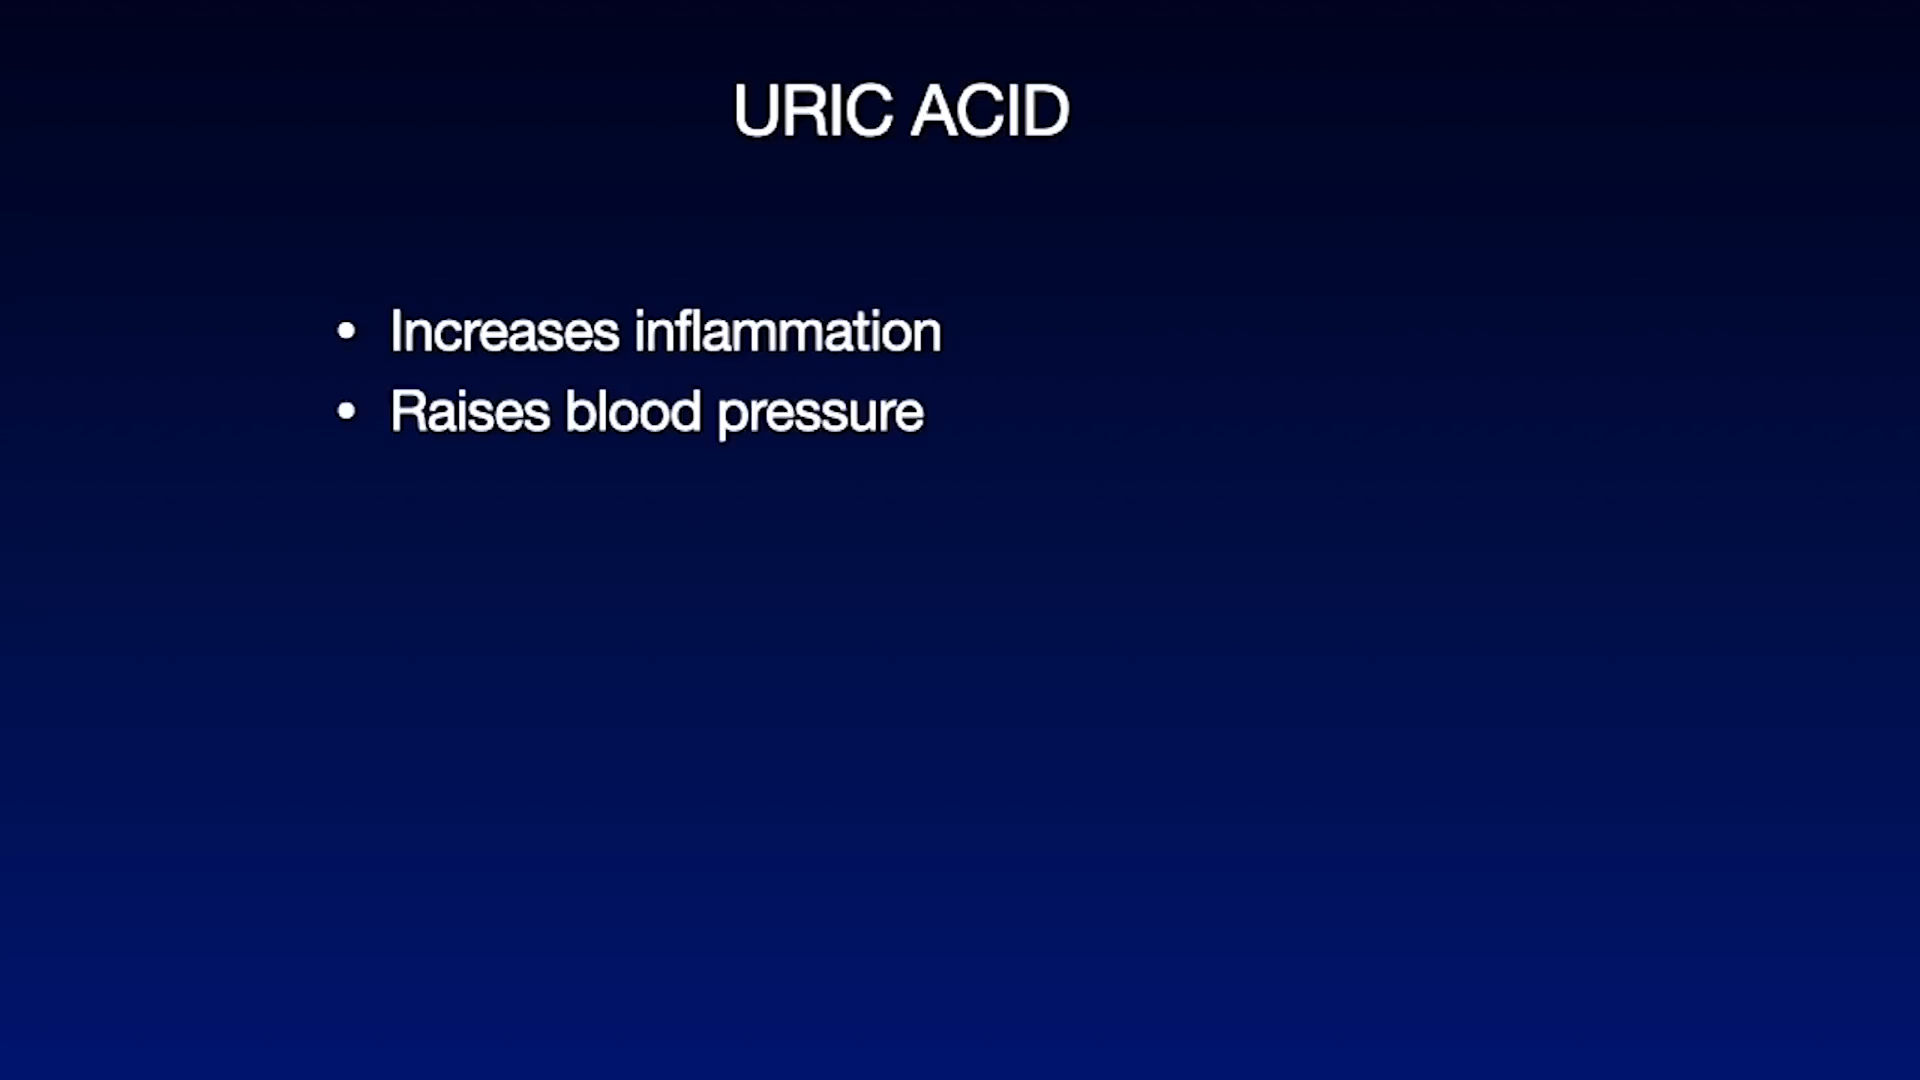 URIC ACID
• Increases inflammation
• Raises blood pressure